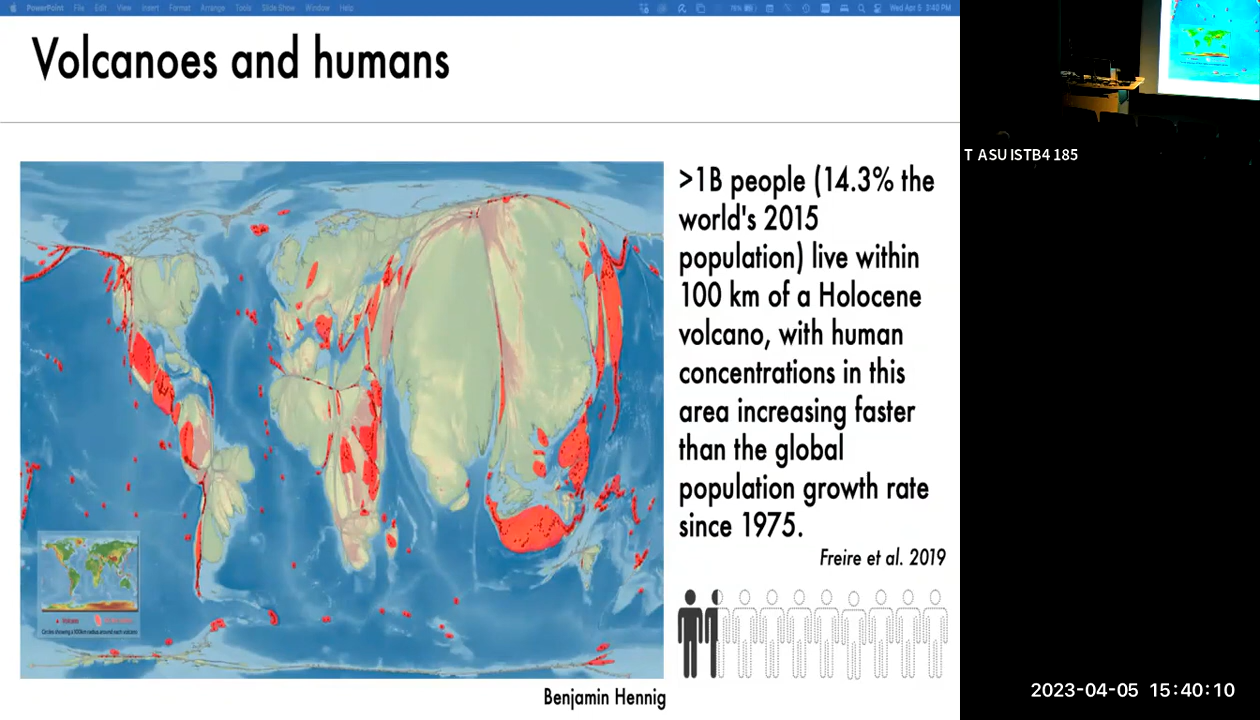 PowerPoint File Edit View Insert Format Arrange Tools Slide Show Window Help
Wed Apr 5 3:40 PM
Volcanoes and humans
>1B people (14.3% the
world's 2015
population) live within
100 km of a Holocene
volcano, with human
concentrations in this
area increasing faster
than the global
population growth rate
since 1975.
Freire et al. 2019
Benjamin Hennig
T ASU ISTB4 185
2023-04-05 15:40:10